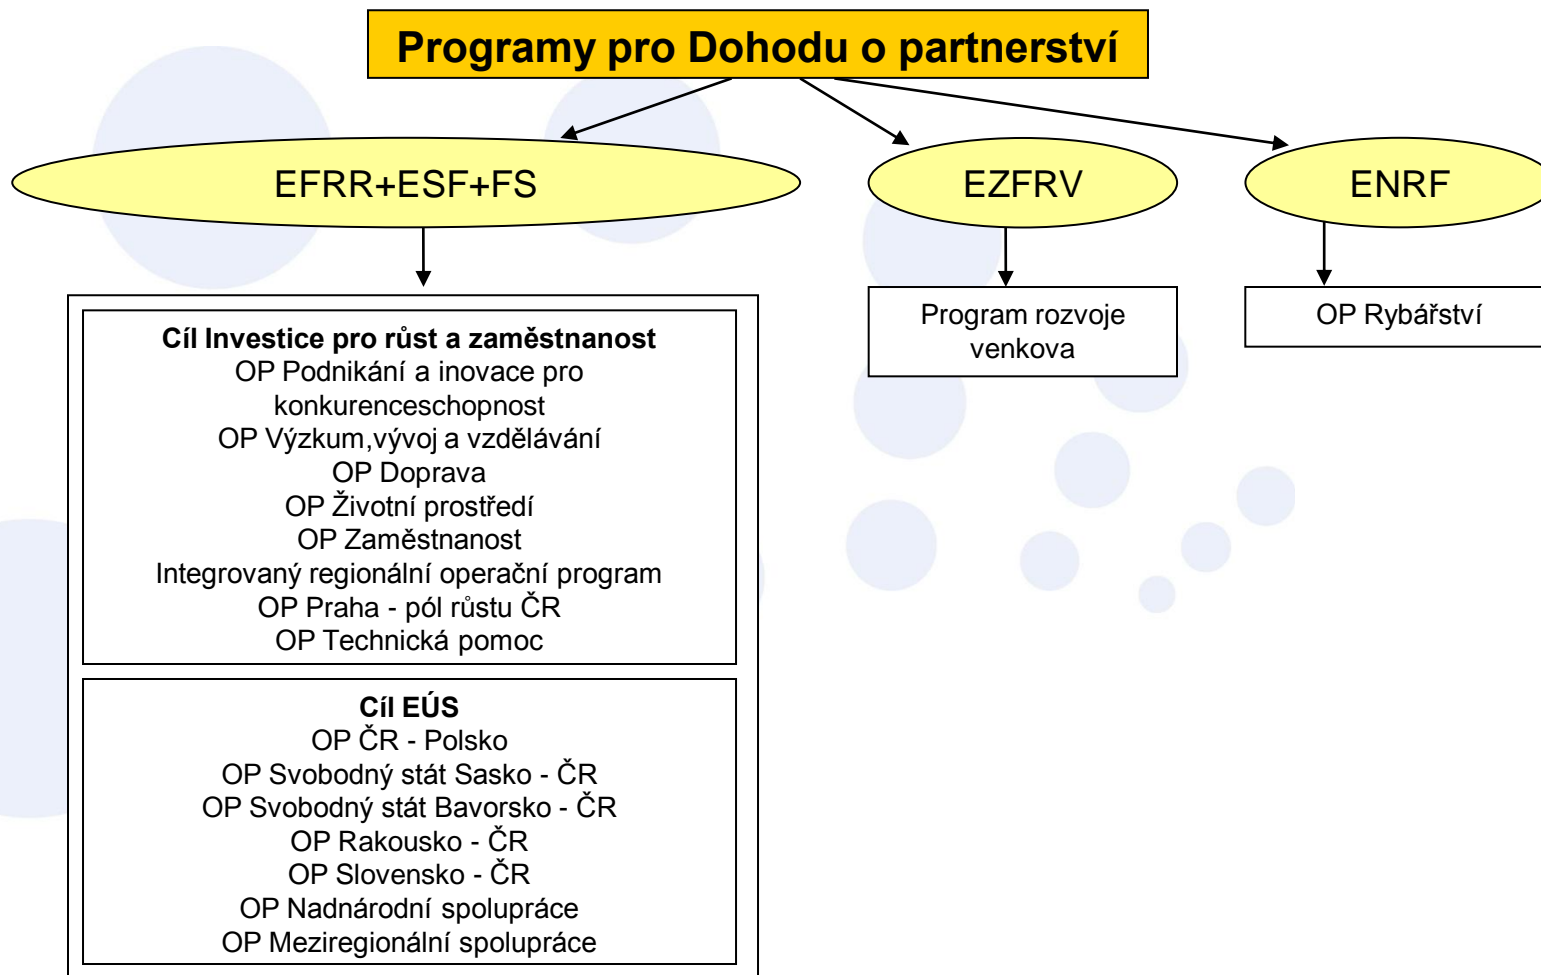 Programy pro Dohodu o partnerství
EFRR+ESF+FS
EZFRV
ENRF
Cíl Investice pro růst a zaměstnanost
OP Podnikání a inovace pro
konkurenceschopnost
OP Výzkum,vývoj a vzdělávání
OP Doprava
OP Životní prostředí
OP Zaměstnanost
Integrovaný regionální operační program
OP Praha - pól růstu ČR
OP Technická pomoc
Cíl EÚS
OP ČR - Polsko
OP Svobodný stát Sasko - ČR
OP Svobodný stát Bavorsko - ČR
OP Rakousko - ČR
OP Slovensko - ČR
OP Nadnárodní spolupráce
OP Meziregionální spolupráce
Program rozvoje
venkova
OP Rybářství